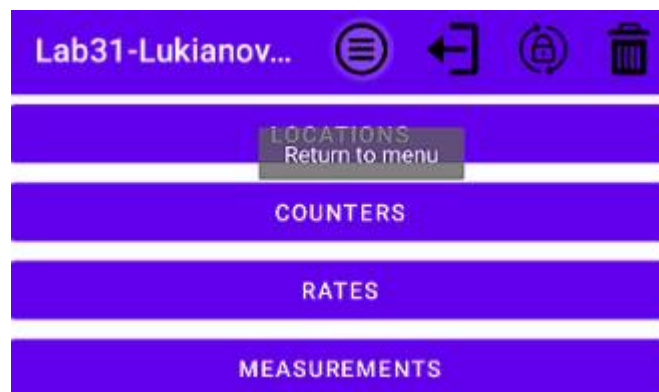 Lab31-Lukianov...
LOCATIONS
Return to menu
COUNTERS
RATES
MEASUREMENTS